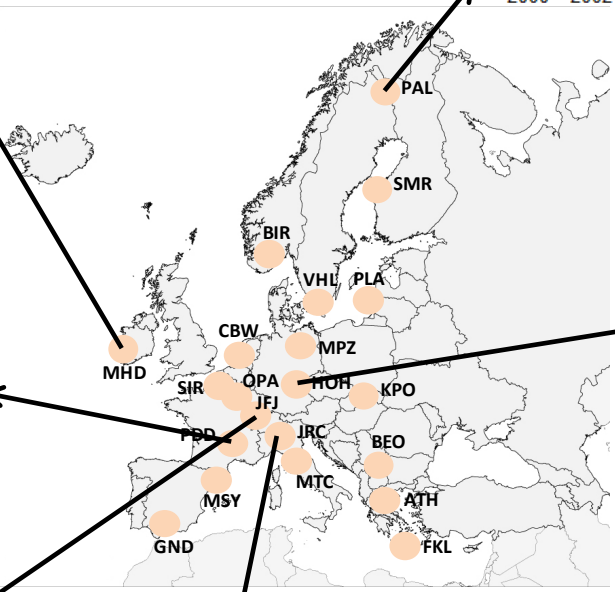 PAL
SMR
BIR
VHL PLA
CBW
MPZ
MHD
SIR OPA HOH KPO
JFJ
PDD JRC BEO
MTC
MSY ATH
GND FKL